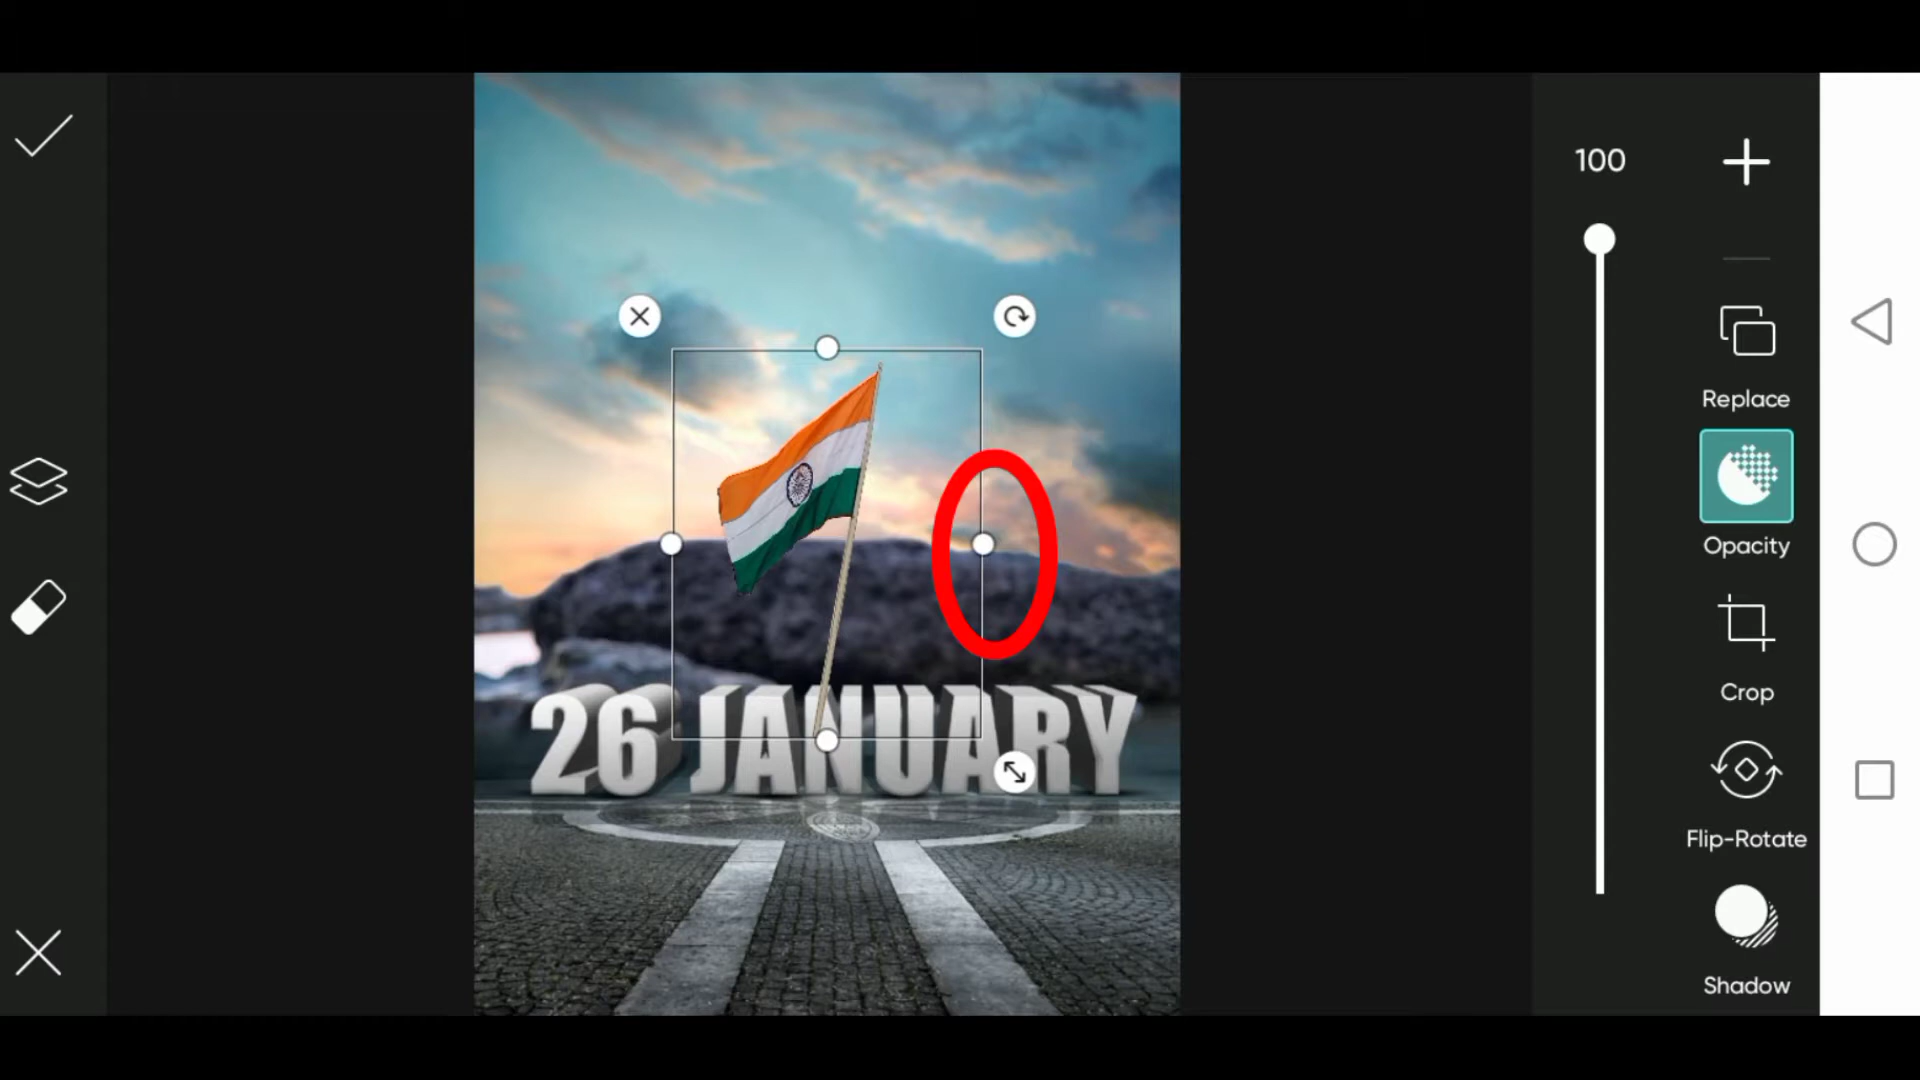 100
Replace
Opacity
Crop
Flip-Rotate
Shadow
26 JANUARY